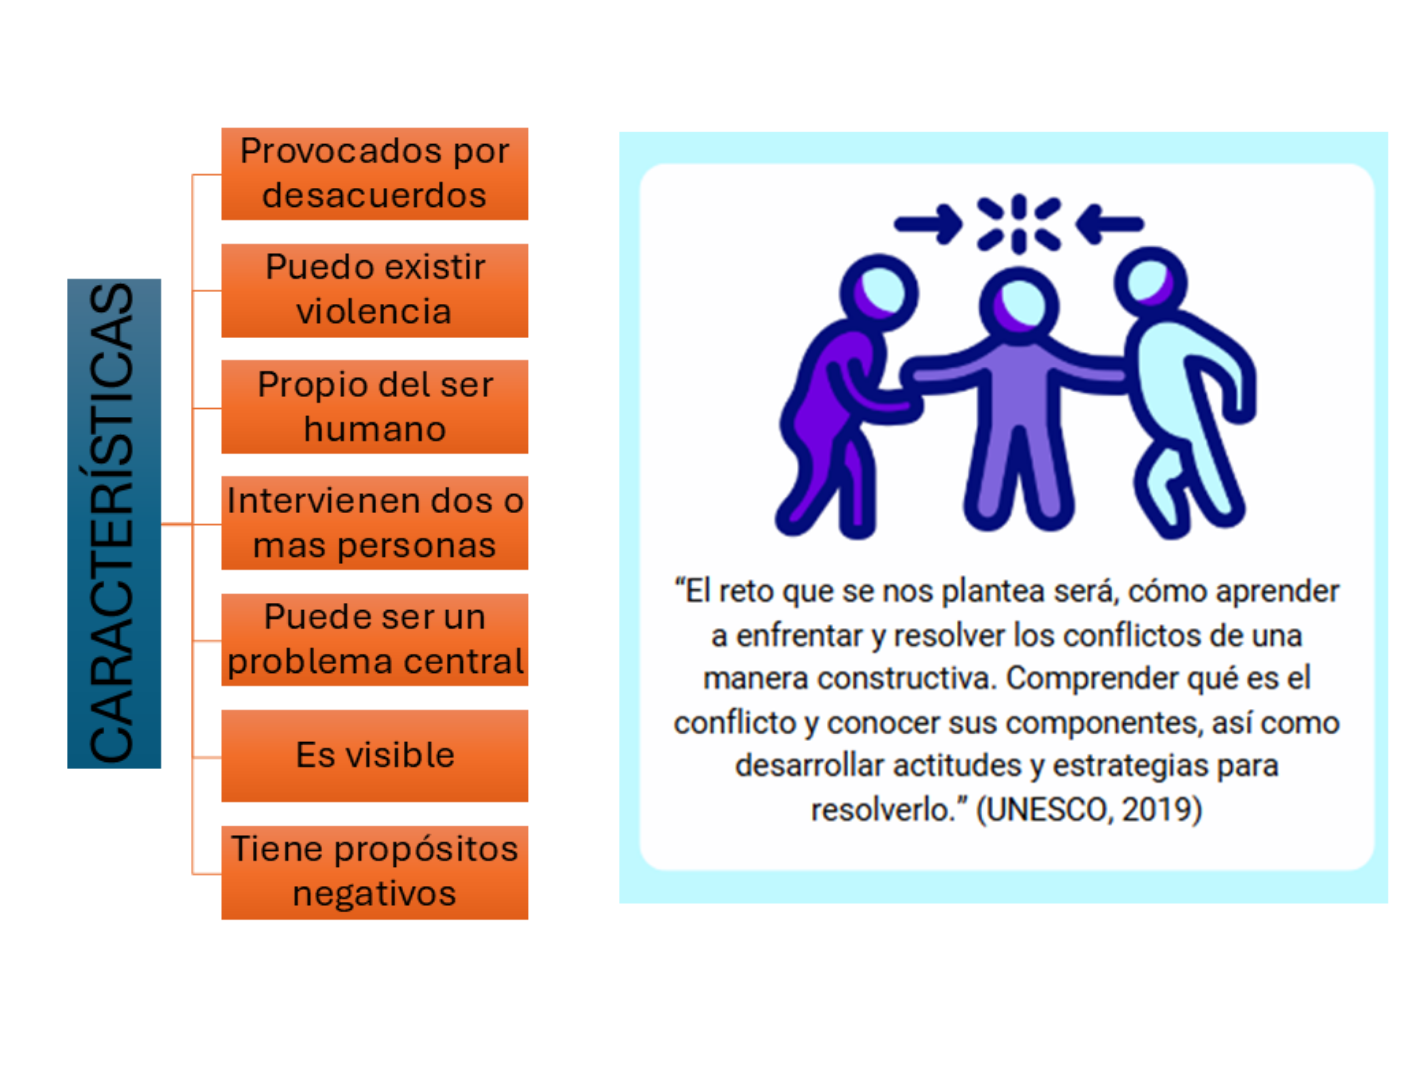 CARACTERÍSTICAS
Provocados por
desacuerdos
Puedo existir
violencia
Propio del ser
humano
Intervienen dos o
mas personas
Puede ser un
problema central
Es visible
Tiene propósitos
negativos
“El reto que se nos plantea será, cómo aprender
a enfrentar y resolver los conflictos de una
manera constructiva. Comprender qué es el
conflicto y conocer sus componentes, así como
desarrollar actitudes y estrategias para
resolverlo.” (UNESCO, 2019)